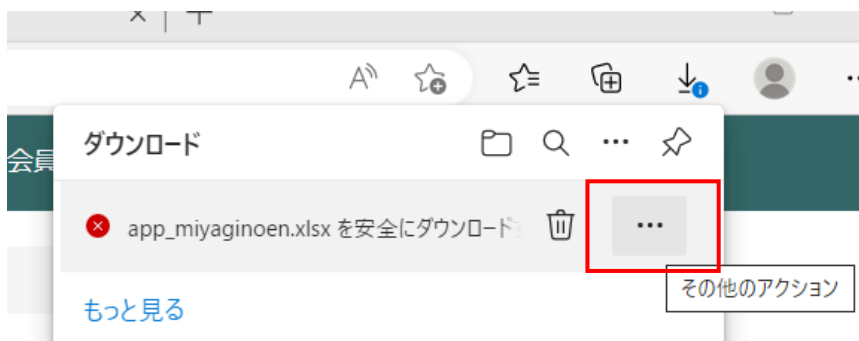 ダウンロード
会員
app_miyaginoen.xlsx を安全にダウンロード
その他のアクション
もっと見る